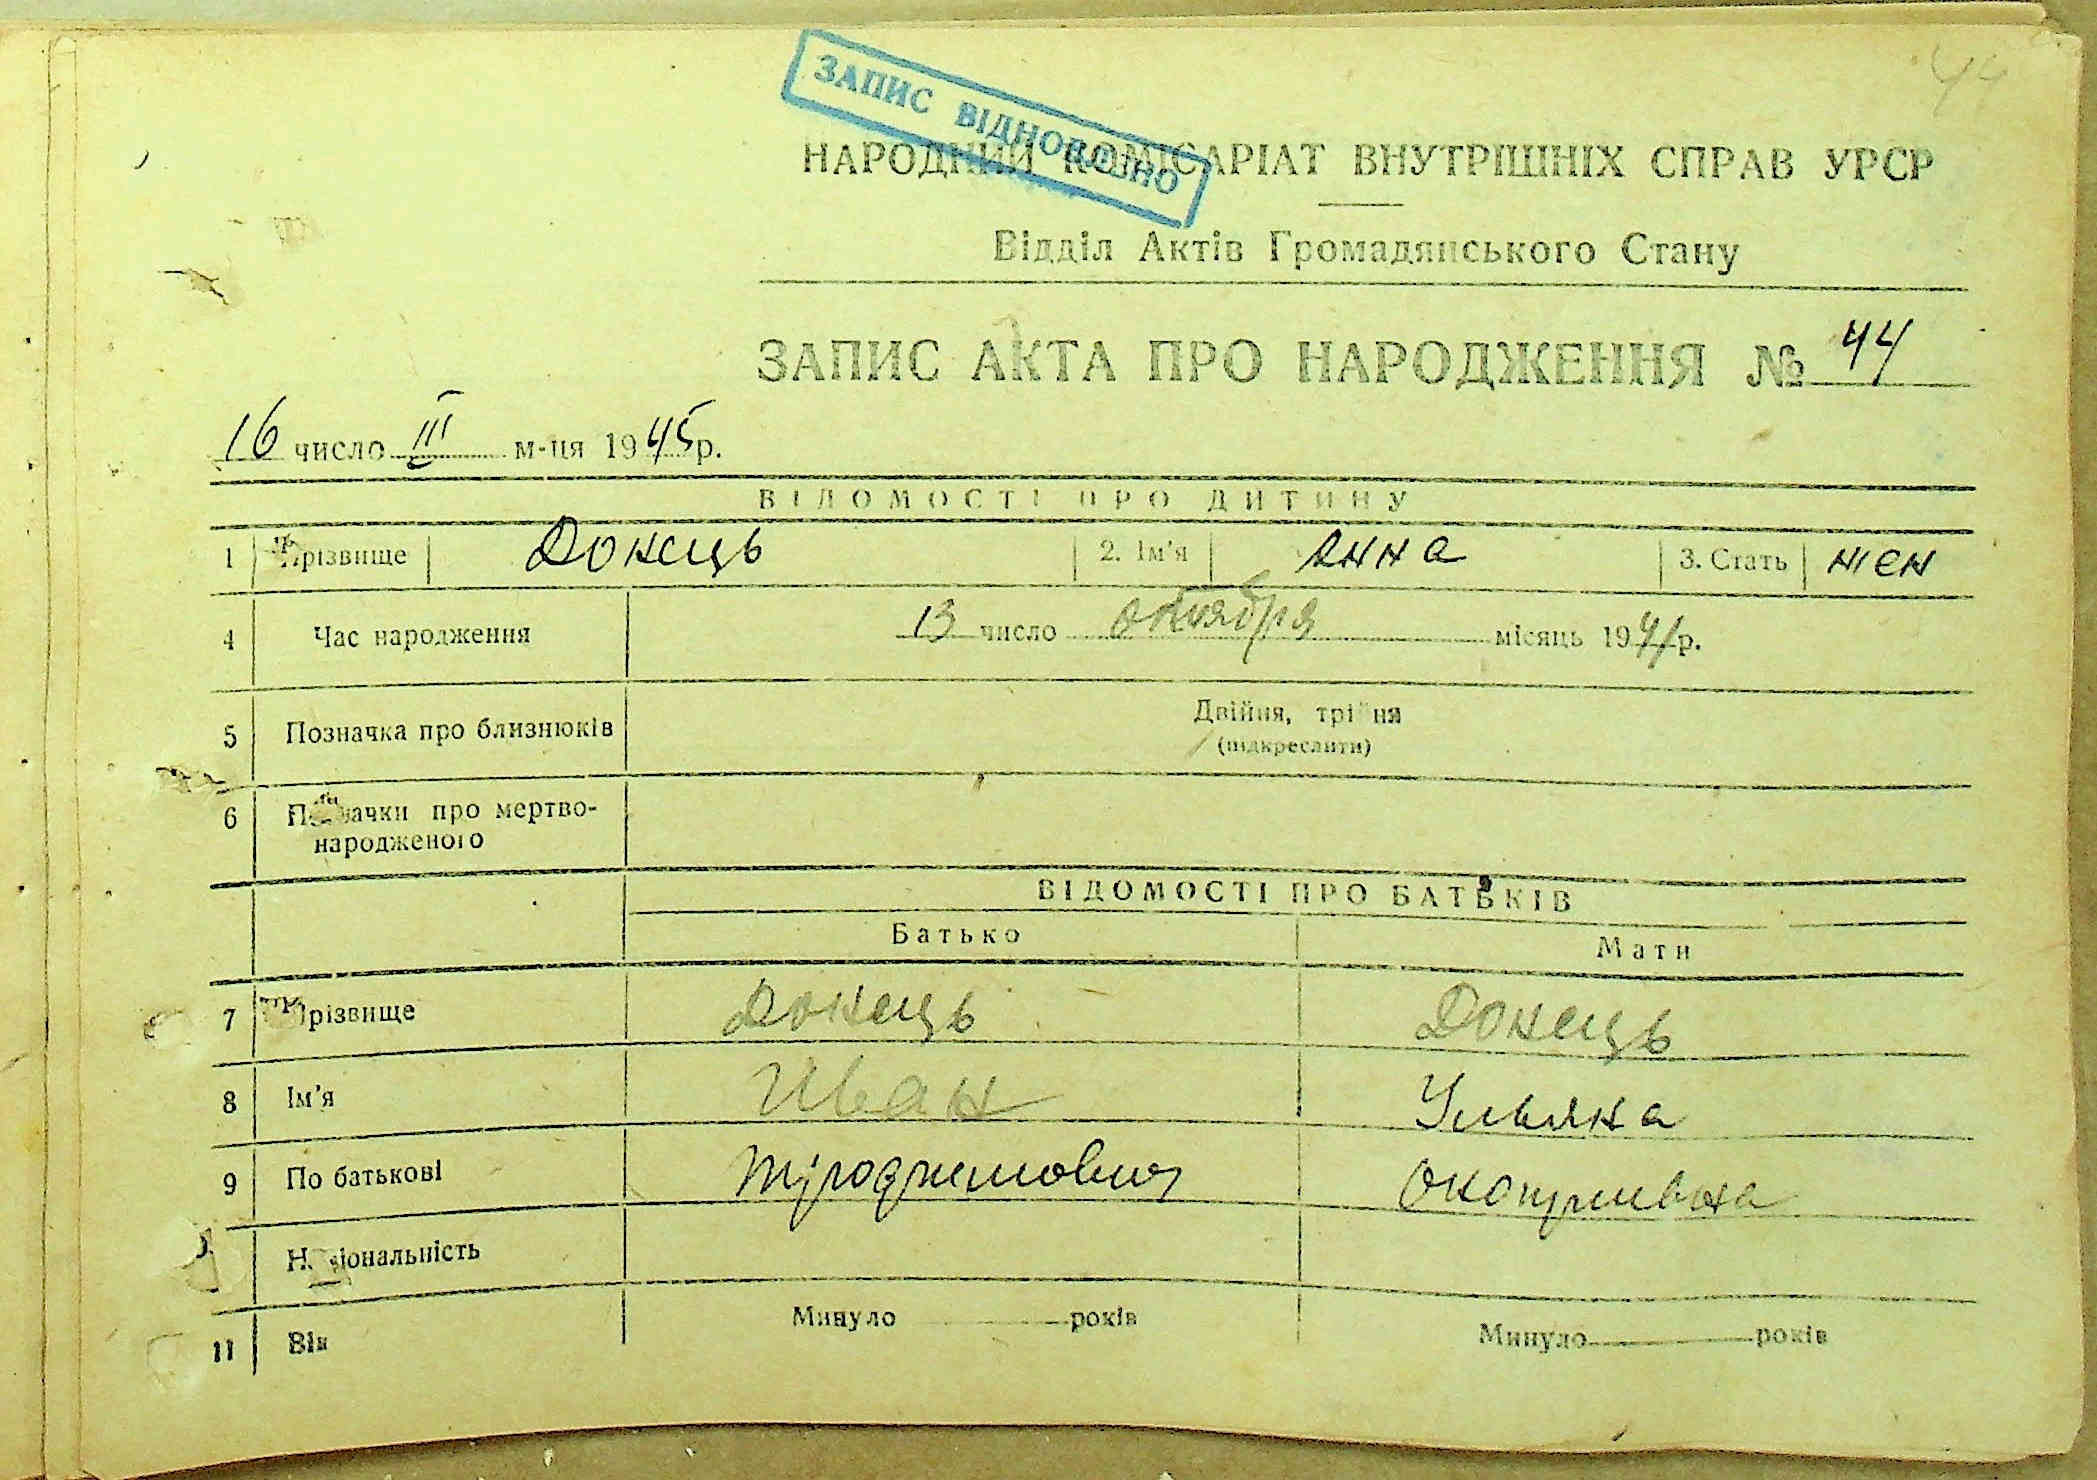 44
ЗАПИС ВІДНОВЛЕНО
НАРОДНИЙ КОМІСАРІАТ ВНУТРІШНІХ СПРАВ УРСР
Відділ Актів Громадянського Стану
ЗАПИС АКТА ПРО НАРОДЖЕННЯ № 44
16 число III м-ця 1945 р.
ВІДОМОСТІ ПРО ДИТИНУ
1 Прізвище Донець 2. Ім'я Анна 3. Стать жен
4 Час народження 13 число октября місяць 1941 р.
5 Позначка про близнюків Двійня, трійня
(підкреслити)
6 Позначки про мертво-
народженого
ВІДОМОСТІ ПРО БАТЬКІВ
Батько Мати
7 Прізвище Донець Донець
8 Ім'я Иван Ульяна
9 По батькові
Національність
11 Вік Минуло років Минуло років